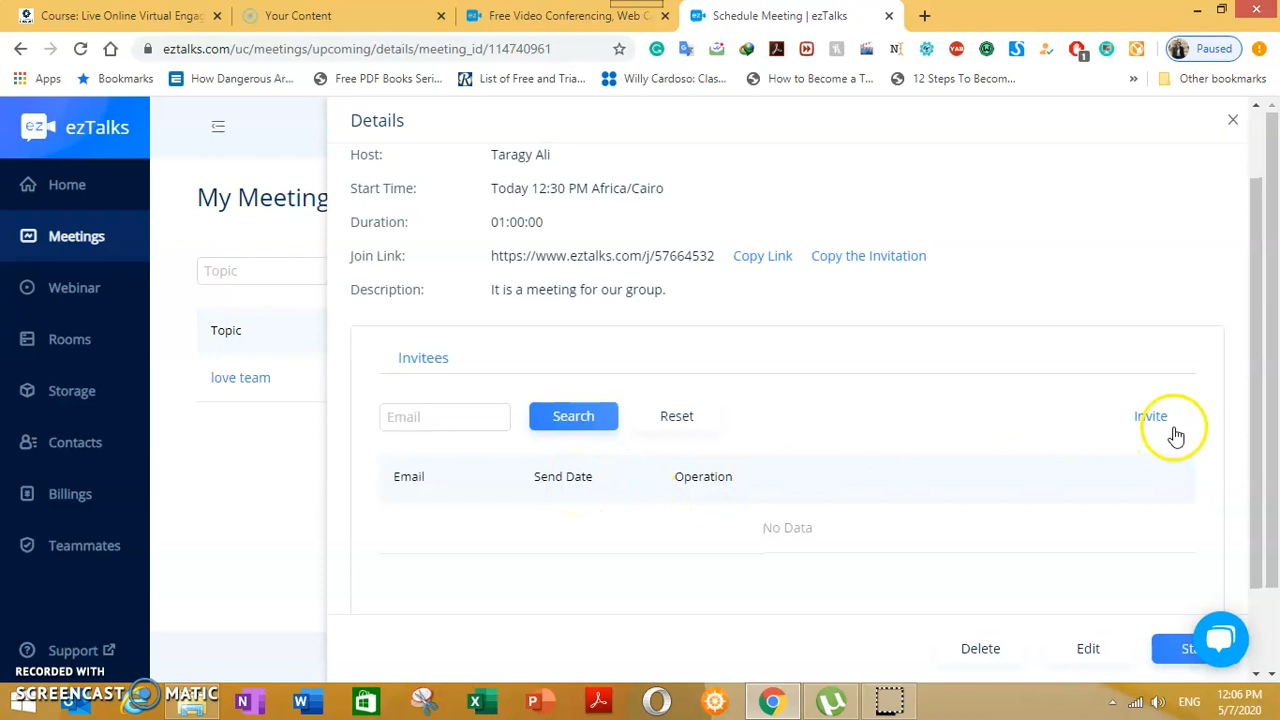 Course: Live Online Virtual Engag
Your Content
Free Video Conferencing, Web C
Schedule Meeting | ezTalks
eztalks.com/uc/meetings/upcoming/details/meeting_id/114740961
Paused
Apps
Bookmarks
How Dangerous Ar...
Free PDF Books Seri...
List of Free and Tria...
Willy Cardoso: Clas...
How to Become a T...
12 Steps To Becom...
Other bookmarks
ez
ezTalks
Home
Meetings
Webinar
Rooms
Storage
Contacts
Billings
Teammates
Support
My Meeting
Topic
Topic
love team
Details
Host: Taragy Ali
Start Time: Today 12:30 PM Africa/Cairo
Duration: 01:00:00
Join Link: https://www.eztalks.com/j/57664532 Copy Link Copy the Invitation
Description: It is a meeting for our group.
Invitees
Email Search Reset Invite
Email Send Date Operation
No Data
Delete Edit
RECORDED WITH
SCREENCAST MATIC
ENG
12:06 PM
5/7/2020